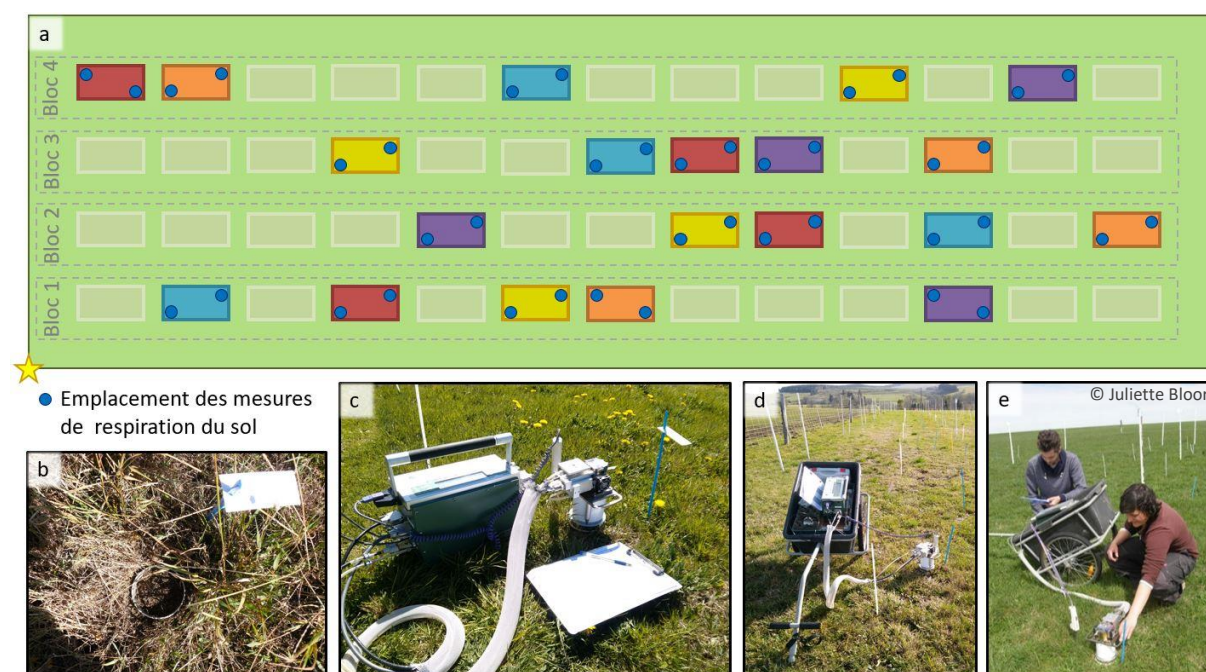 a
Bloc 4
Bloc 3
Bloc 2
Bloc 1
Emplacement des mesures
de respiration du sol
b
c
d
e
© Juliette Bloor